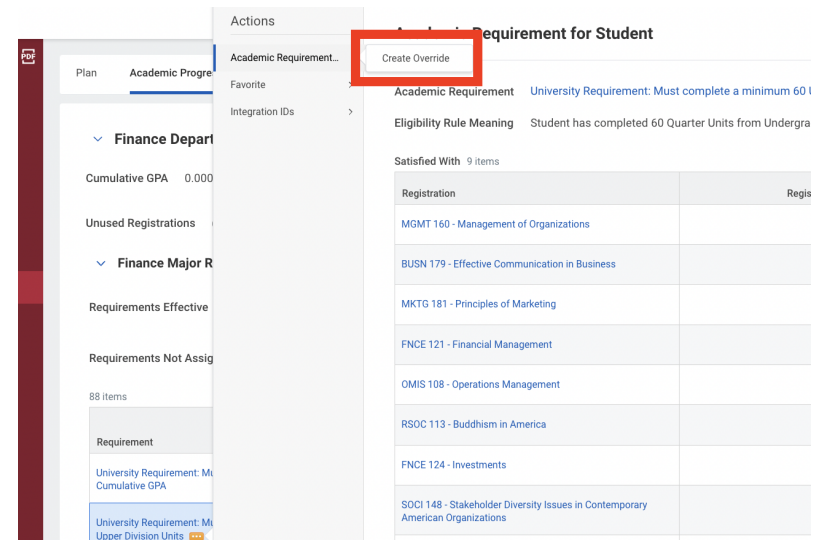 Actions
Academic Requirement for Student
PDF
Academic Requirement...
Create Override
Plan
Academic Progre
Favorite
Academic Requirement University Requirement: Must complete a minimum 60
Integration IDs
Eligibility Rule Meaning Student has completed 60 Quarter Units from Undergra
Finance Depart
Satisfied With 9 items
Cumulative GPA 0.000
Registration Regis
Unused Registrations
MGMT 160 - Management of Organizations
Finance Major R
BUSN 179 - Effective Communication in Business
Requirements Effective
MKTG 181 - Principles of Marketing
Requirements Not Assig
FNCE 121 - Financial Management
88 items
OMIS 108 - Operations Management
Requirement
RSOC 113 - Buddhism in America
University Requirement: Mu
Cumulative GPA
FNCE 124 - Investments
University Requirement: Mu
Upper Division Units
SOCI 148 - Stakeholder Diversity Issues in Contemporary
American Organizations